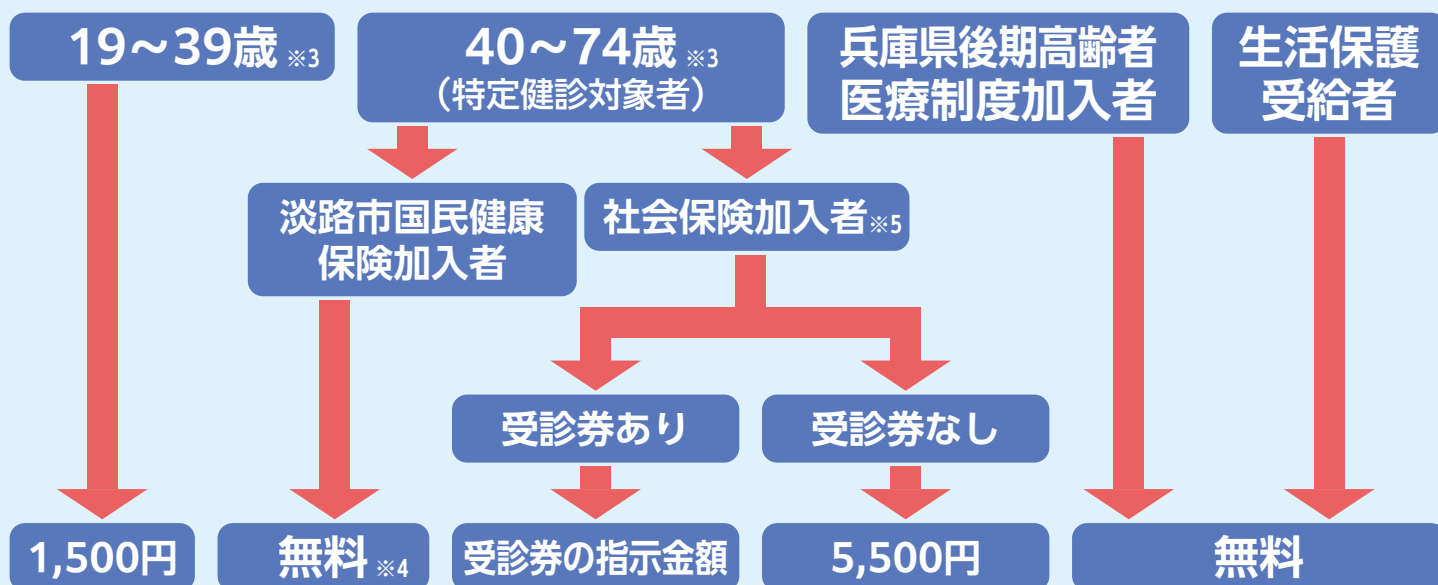 19～39歳 ※3
40～74歳 ※3
（特定健診対象者）
兵庫県後期高齢者
医療制度加入者
生活保護
受給者
淡路市国民健康
保険加入者
社会保険加入者※5
受診券あり
受診券なし
1,500円
無料 ※4
受診券の指示金額
5,500円
無料